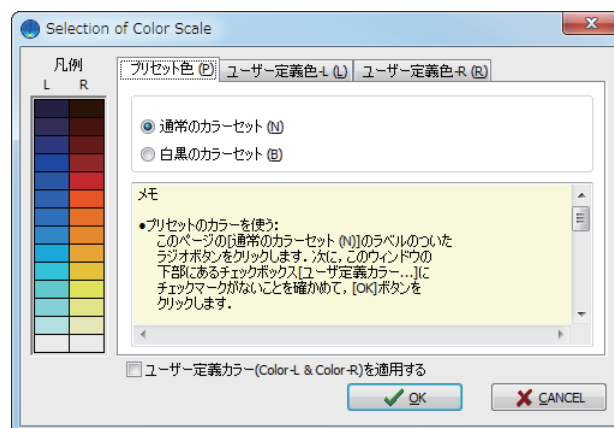 Selection of Color Scale
凡例
L R
プリセット色 (P) ユーザー定義色-L (L) ユーザー定義色-R (R)
通常のカラーセット (N)
白黒のカラーセット (B)
メモ
●プリセットのカラーを使う:
このページの[通常のカラーセット (N)]のラベルのついた
ラジオボタンをクリックします. 次に, このウィンドウの
下部にあるチェックボックス[ユーザ定義カラー...]に
チェックマークがないことを確かめて, [OK]ボタンを
クリックします.
ユーザー定義カラー(Color-L & Color-R)を適用する
OK CANCEL